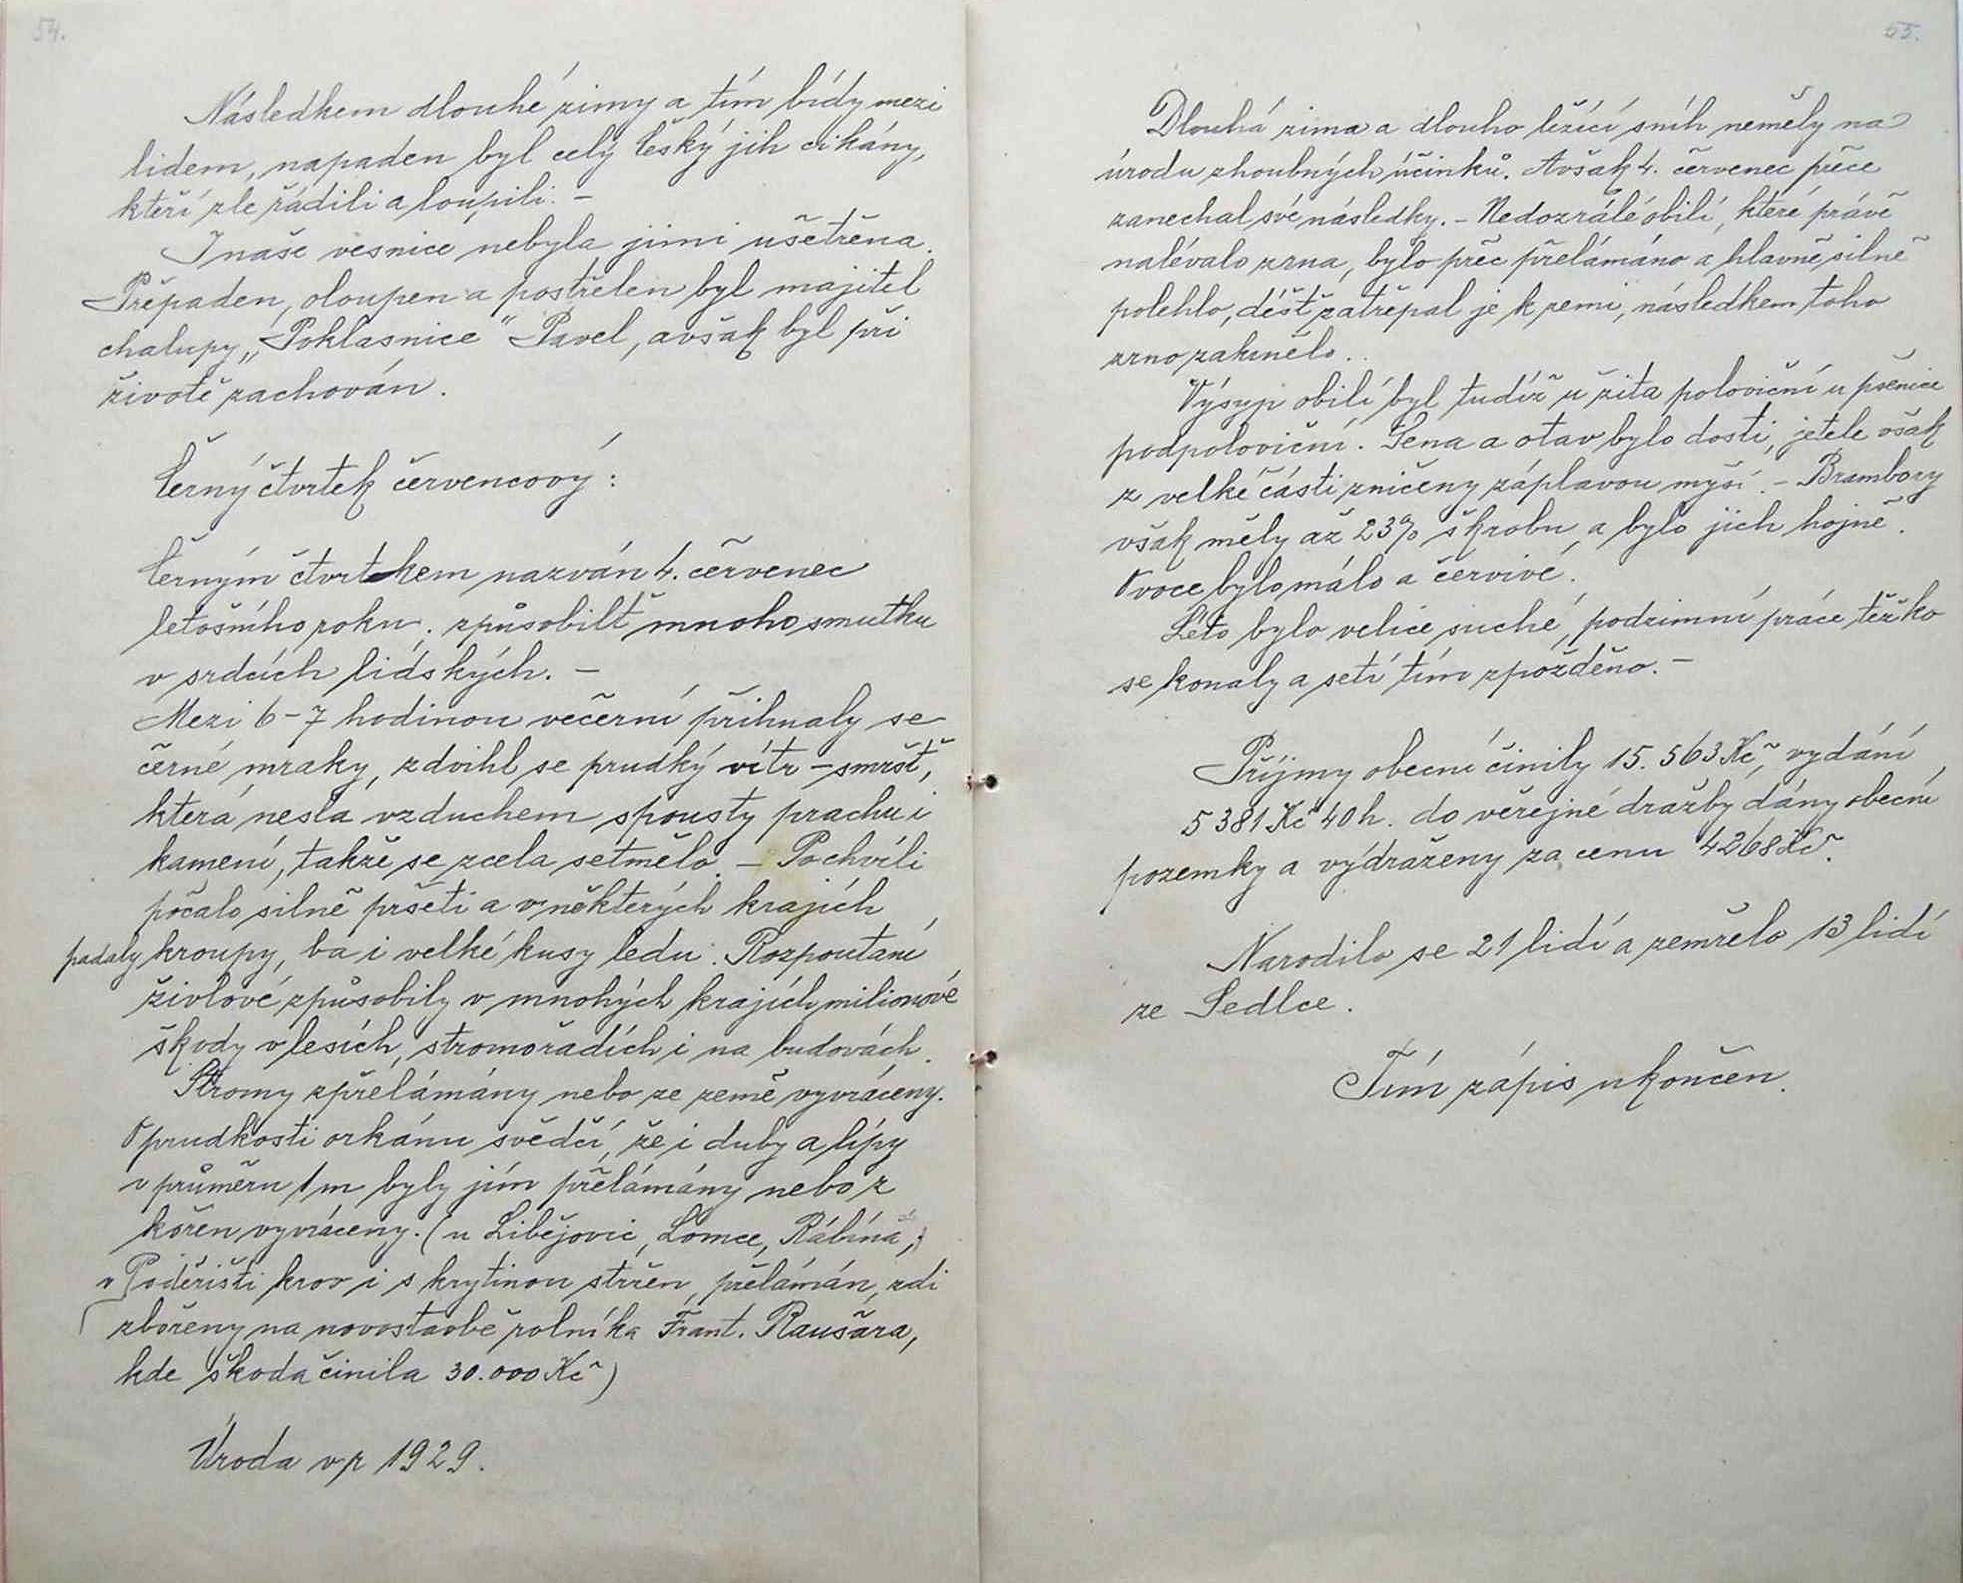 54.
Následkem dlouhé zimy a tím bídy mezi
lidem, napaden byl celý český jih cikány,
kteří zle řádili a loupili. –
I naše vesnice nebyla jimi ušetřena.
Přepaden, oloupen a postřelen byl majitel
chalupy „Poklasnice" Pavel, avšak byl při
životě zachován.
Černý čtvrtek červencový:
Černým čtvrtkem nazván 4. červenec
letošního roku, způsobilť mnoho smutku
v srdcích lidských. –
Mezi 6–7 hodinou večerní přihnaly se
černé mraky, zdvihl se prudký vítr – smršť,
která nesla vzduchem spousty prachu i
kamení, takže se zcela setmělo. – Po chvíli
počalo silně pršeti a v některých krajích
padaly kroupy, ba i velké kusy ledu. Rozpoutaní
živlové způsobily v mnohých krajích milionové
škody v lesích, stromořadích i na budovách.
Stromy zpřelámány nebo ze země vyvráceny.
O prudkosti orkánu svědčí, že i duby a lípy
v průměru 1 m byly jím přelámány nebo z
kořen vyvráceny. (u Libějovic, Lomce, Rábína,)
v Poděřišti krov i s krytinou stržen, přelámán, zdi
zbořeny na novostavbě rolníka Frant. Raušara,
kde škoda činila 30.000 Kč)
Úroda v r 1929.
55.
Dlouhá zima a dlouho ležící sníh neměly na
úrodu zhoubných účinků. Avšak 4. červenec přece
zanechal své následky. – Nedozrálé obilí, které právě
nalévalo zrna, bylo přec přelámáno a hlavně silně
polehlo, déšť zatřepal je k zemi, následkem toho
zrno zakrnělo..
Výsyp obilí byl tudíž u žita poloviční u pšenice
podpoloviční. Sena a otav bylo dosti, jetele však
z velké části zničeny záplavou myší. – Brambory
však měly až 23% škrobu a bylo jich hojně.
Ovoce bylo málo a červivé.
Léto bylo velice suché, podzimní práce těžko
se konaly a setí tím zpožděno. –
Příjmy obecní činily 15.563 Kč, vydání
5381 Kč 40 h. do veřejné dražby dány obecní
pozemky a vydraženy za cenu 4268 Kč.
Narodilo se 21 lidí a zemřelo 13 lidí
ze Sedlce.
Tím zápis ukončen.